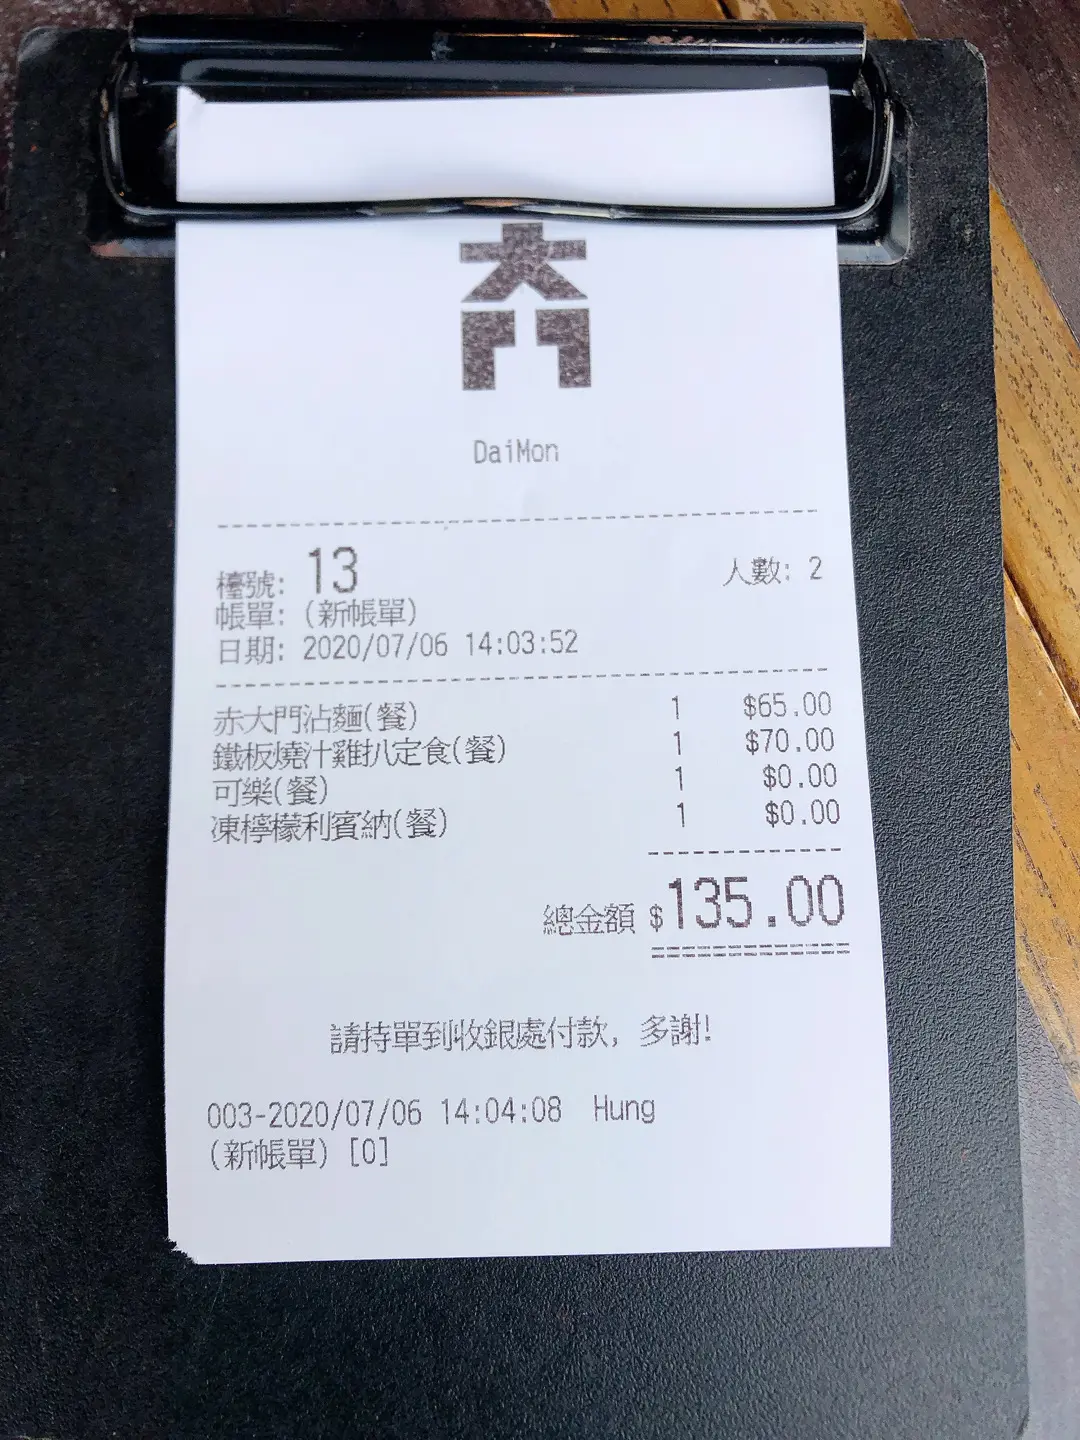 大門
DaiMon
檯號: 13 人數: 2
帳單: (新帳單)
日期: 2020/07/06 14:03:52
赤大門沾麵(餐) 1 $65.00
鐵板燒汁雞扒定食(餐) 1 $70.00
可樂(餐) 1 $0.00
凍檸檬利賓納(餐) 1 $0.00
總金額 $135.00
請持單到收銀處付款, 多謝!
003-2020/07/06 14:04:08 Hung
(新帳單) [0]